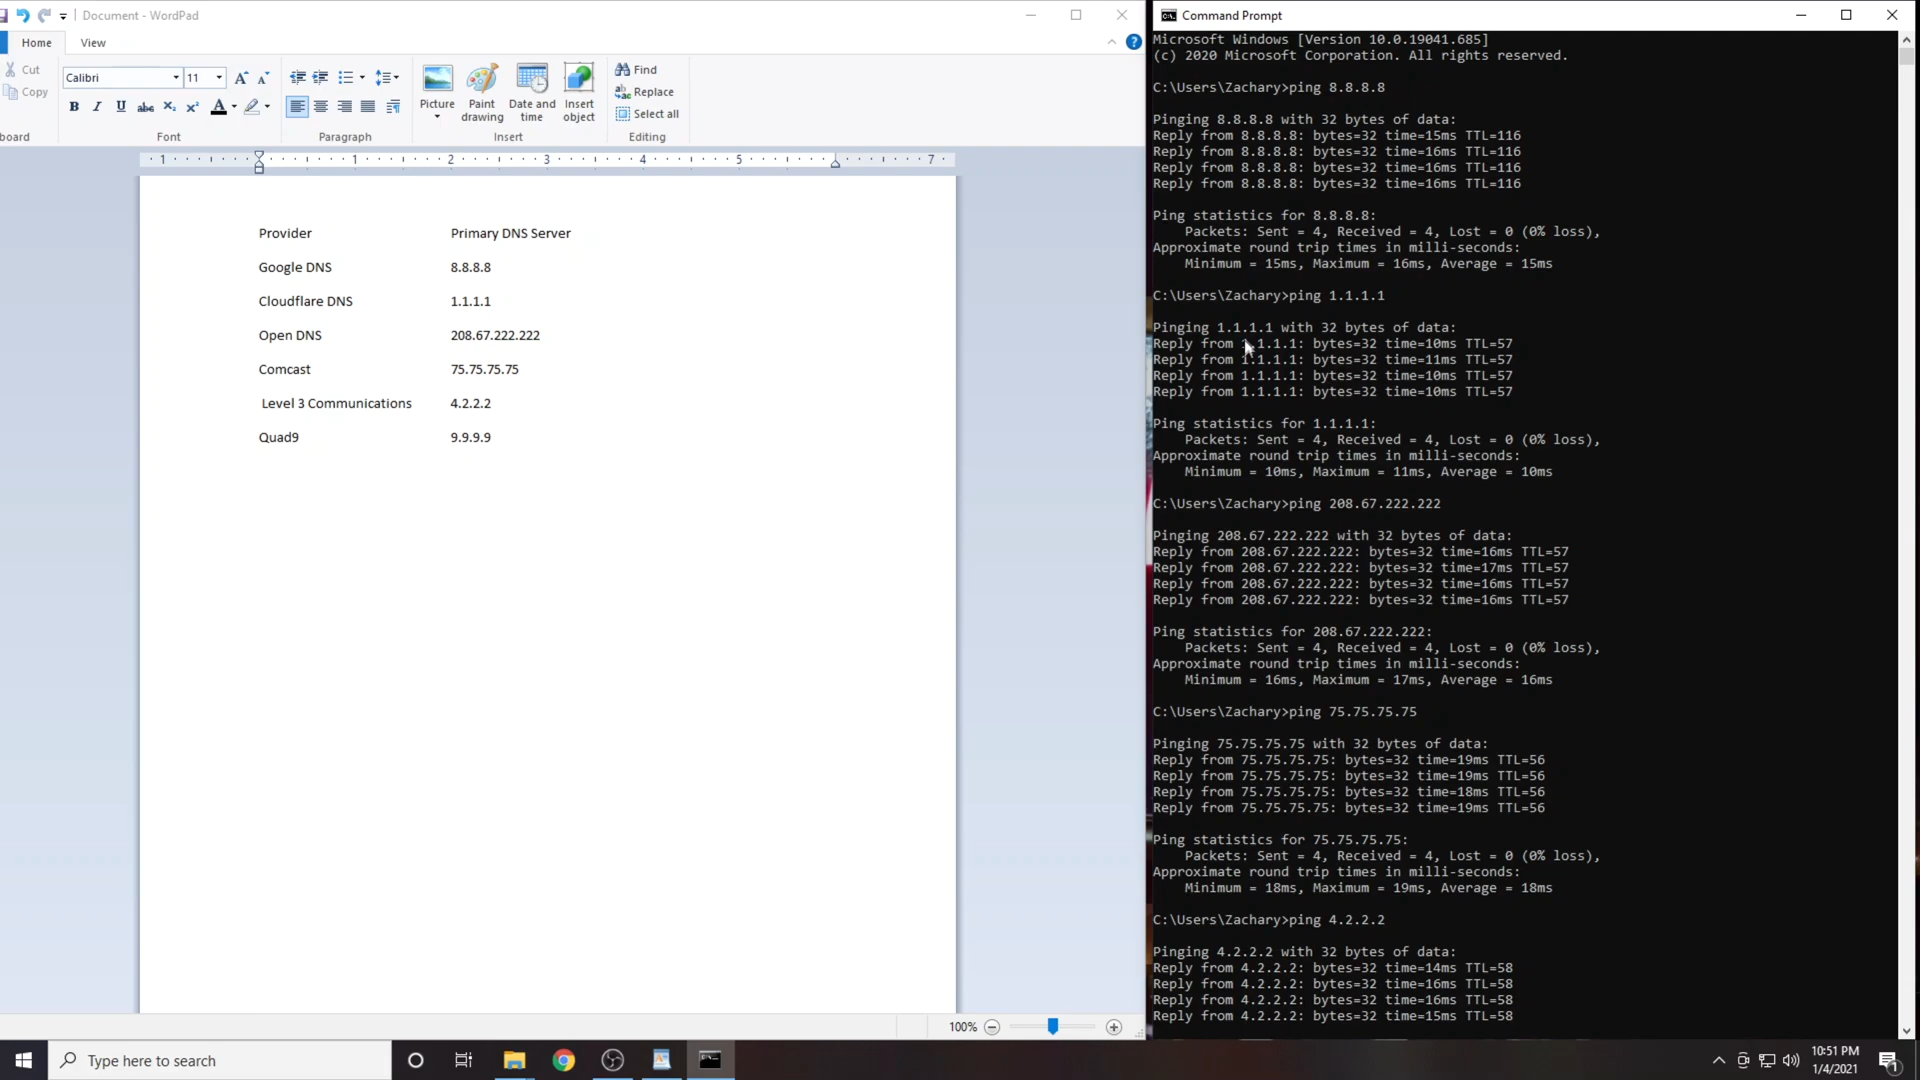 Document - WordPad
Home View
Cut
Copy
Calibri 11
Picture
Paint drawing
Date and time
Insert object
Find
Replace
Select all
board Font Paragraph Insert Editing
1 1 2 3 4 5 7
Provider Primary DNS Server
Google DNS 8.8.8.8
Cloudflare DNS 1.1.1.1
Open DNS 208.67.222.222
Comcast 75.75.75.75
Level 3 Communications 4.2.2.2
Quad9 9.9.9.9
100%
Command Prompt
Microsoft Windows [Version 10.0.19041.685]
(c) 2020 Microsoft Corporation. All rights reserved.
C:\Users\Zachary>ping 8.8.8.8
Pinging 8.8.8.8 with 32 bytes of data:
Reply from 8.8.8.8: bytes=32 time=15ms TTL=116
Reply from 8.8.8.8: bytes=32 time=16ms TTL=116
Reply from 8.8.8.8: bytes=32 time=16ms TTL=116
Reply from 8.8.8.8: bytes=32 time=16ms TTL=116
Ping statistics for 8.8.8.8:
Packets: Sent = 4, Received = 4, Lost = 0 (0% loss),
Approximate round trip times in milli-seconds:
Minimum = 15ms, Maximum = 16ms, Average = 15ms
C:\Users\Zachary>ping 1.1.1.1
Pinging 1.1.1.1 with 32 bytes of data:
Reply from 1.1.1.1: bytes=32 time=10ms TTL=57
Reply from 1.1.1.1: bytes=32 time=11ms TTL=57
Reply from 1.1.1.1: bytes=32 time=10ms TTL=57
Reply from 1.1.1.1: bytes=32 time=10ms TTL=57
Ping statistics for 1.1.1.1:
Packets: Sent = 4, Received = 4, Lost = 0 (0% loss),
Approximate round trip times in milli-seconds:
Minimum = 10ms, Maximum = 11ms, Average = 10ms
C:\Users\Zachary>ping 208.67.222.222
Pinging 208.67.222.222 with 32 bytes of data:
Reply from 208.67.222.222: bytes=32 time=16ms TTL=57
Reply from 208.67.222.222: bytes=32 time=17ms TTL=57
Reply from 208.67.222.222: bytes=32 time=16ms TTL=57
Reply from 208.67.222.222: bytes=32 time=16ms TTL=57
Ping statistics for 208.67.222.222:
Packets: Sent = 4, Received = 4, Lost = 0 (0% loss),
Approximate round trip times in milli-seconds:
Minimum = 16ms, Maximum = 17ms, Average = 16ms
C:\Users\Zachary>ping 75.75.75.75
Pinging 75.75.75.75 with 32 bytes of data:
Reply from 75.75.75.75: bytes=32 time=19ms TTL=56
Reply from 75.75.75.75: bytes=32 time=19ms TTL=56
Reply from 75.75.75.75: bytes=32 time=18ms TTL=56
Reply from 75.75.75.75: bytes=32 time=19ms TTL=56
Ping statistics for 75.75.75.75:
Packets: Sent = 4, Received = 4, Lost = 0 (0% loss),
Approximate round trip times in milli-seconds:
Minimum = 18ms, Maximum = 19ms, Average = 18ms
C:\Users\Zachary>ping 4.2.2.2
Pinging 4.2.2.2 with 32 bytes of data:
Reply from 4.2.2.2: bytes=32 time=14ms TTL=58
Reply from 4.2.2.2: bytes=32 time=16ms TTL=58
Reply from 4.2.2.2: bytes=32 time=16ms TTL=58
Reply from 4.2.2.2: bytes=32 time=15ms TTL=58
Type here to search
10:51 PM
1/4/2021
1